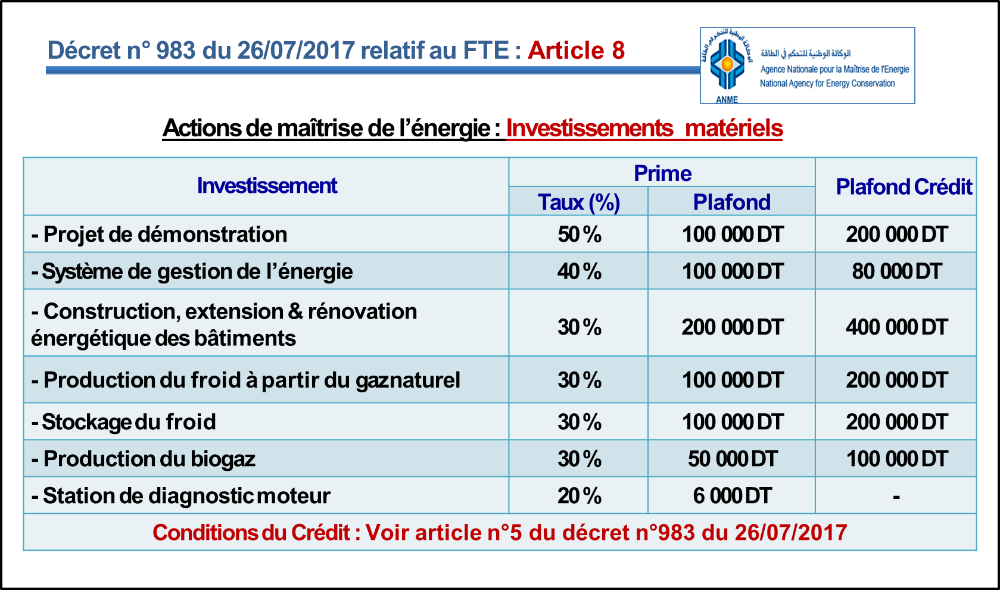 Décret n° 983 du 26/07/2017 relatif au FTE : Article 8
الوكالة الوطنية للتحكم في الطاقة
الوكالة الوطنية للتحكم في الطاقة
Agence Nationale pour la Maîtrise de l'Energie
National Agency for Energy Conservation
ANME
Actions de maîtrise de l’énergie : Investissements matériels
Investissement
Prime
Plafond Crédit
Taux (%)
Plafond
- Projet de démonstration 50 % 100 000 DT 200 000 DT
- Système de gestion de l’énergie 40 % 100 000 DT 80 000 DT
- Construction, extension & rénovation
énergétique des bâtiments 30 % 200 000 DT 400 000 DT
- Production du froid à partir du gaznaturel 30 % 100 000 DT 200 000 DT
- Stockage du froid 30 % 100 000 DT 200 000 DT
- Production du biogaz 30 % 50 000 DT 100 000 DT
- Station de diagnostic moteur 20 % 6 000 DT -
Conditions du Crédit : Voir article n°5 du décret n°983 du 26/07/2017